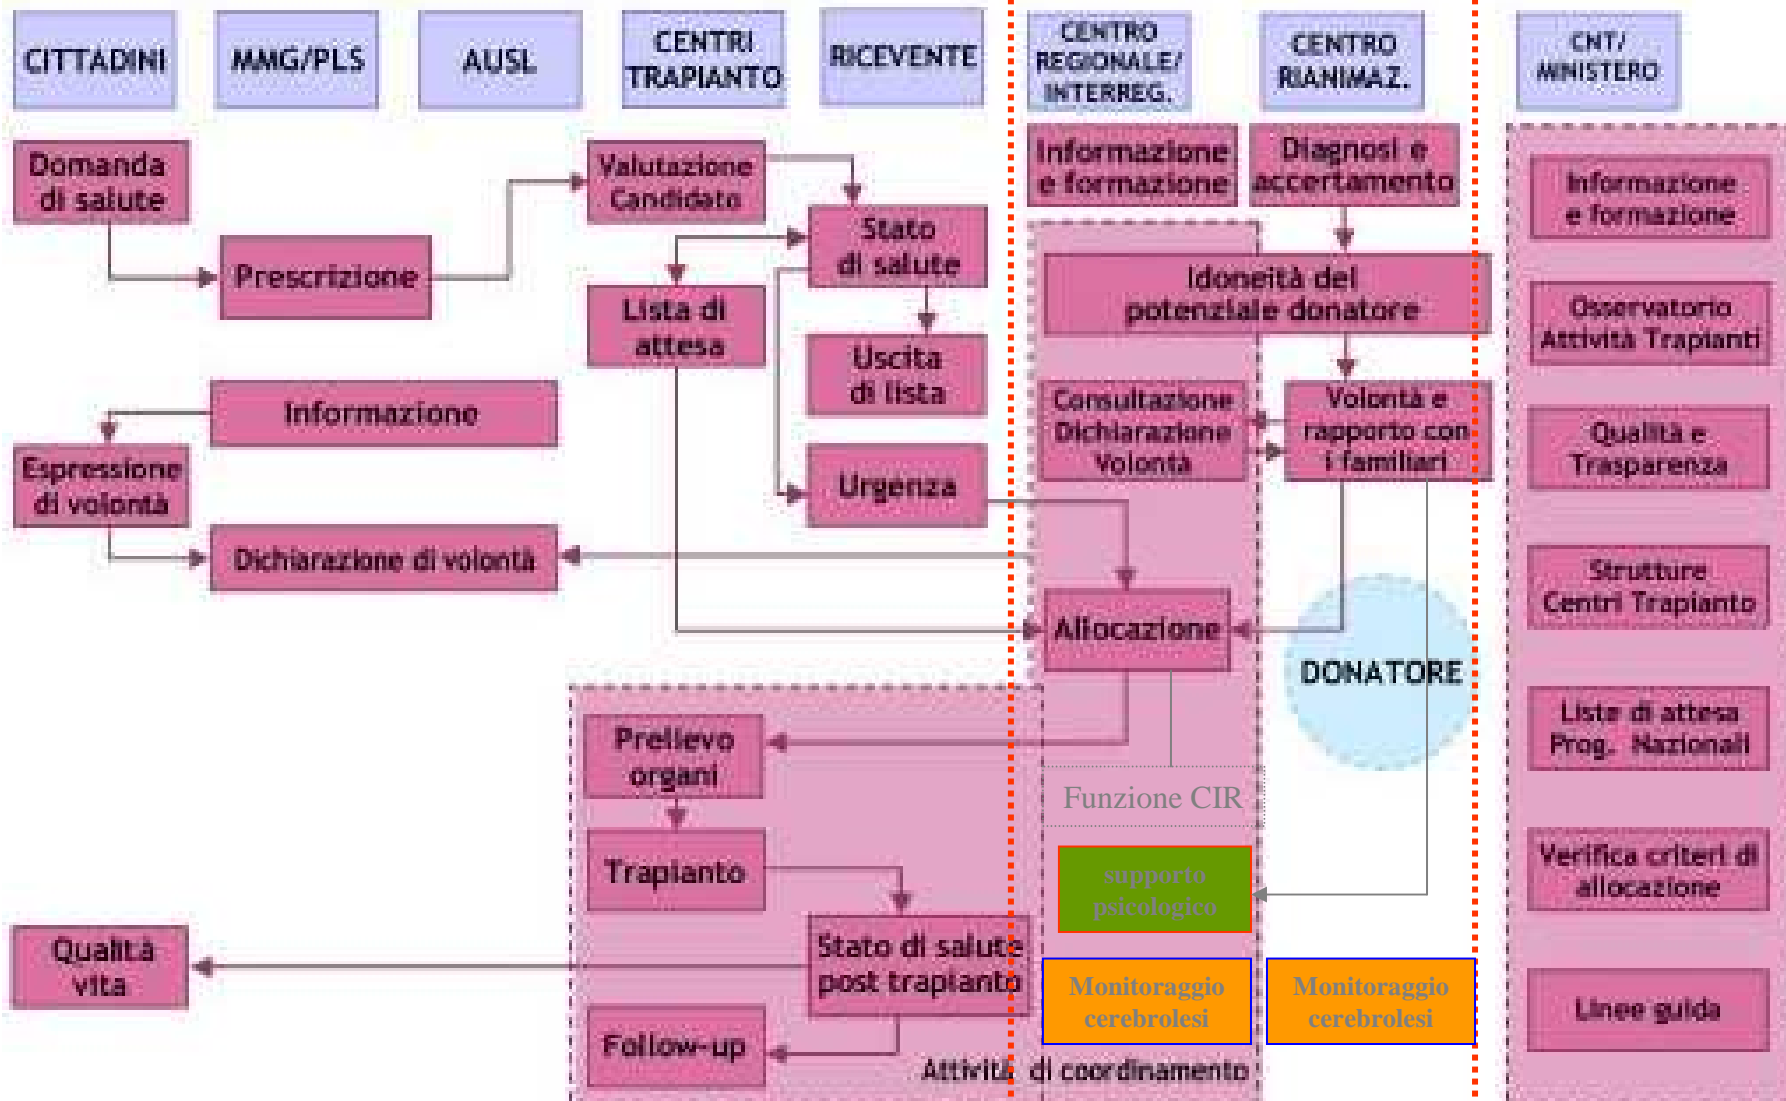 CITTADINI
MMG/PLS
AUSL
CENTRI
TRAPIANTO
RICEVENTE
CENTRO
REGIONALE/
INTERREG.
CENTRO
RIANIMAZ.
CNT/
MINISTERO
Domanda
di salute
Prescrizione
Valutazione
Candidato
Stato
di salute
Lista di
attesa
Uscita
di lista
Urgenza
Informazione
Espressione
di volontà
Dichiarazione di volontà
Informazione
e formazione
Diagnosi e
accertamento
Idoneità del
potenziale donatore
Consultazione
Dichiarazione
Volontà
Volontà e
rapporto con
i familiari
Allocazione
DONATORE
Prelievo
organi
Trapianto
Stato di salute
post trapianto
Follow-up
Qualità
vita
Funzione CIR
supporto
psicologico
Monitoraggio
cerebrolesi
Monitoraggio
cerebrolesi
Attività di coordinamento
Informazione
e formazione
Osservatorio
Attività Trapianti
Qualità e
Trasparenza
Strutture
Centri Trapianto
Liste di attesa
Prog. Nazionali
Verifica criteri di
allocazione
Linee guida